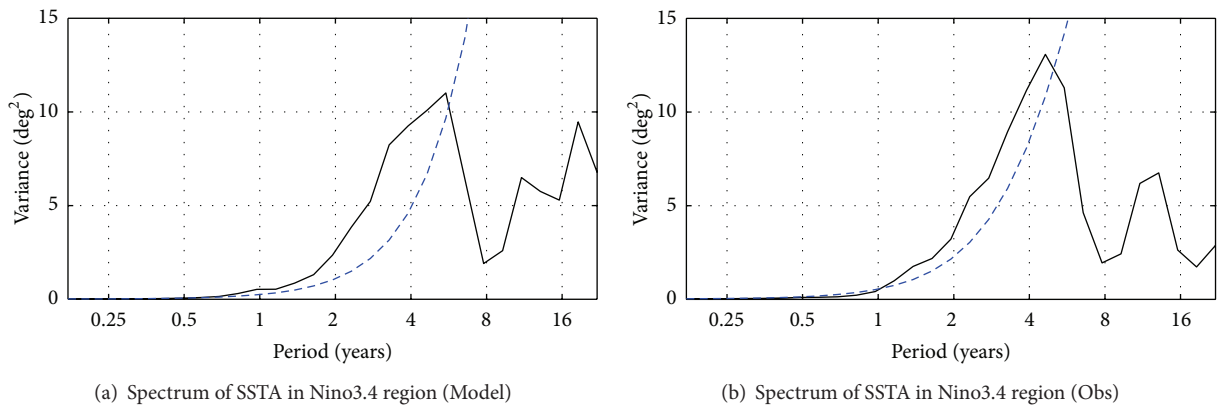 15
10
5
0
Variance (deg²)
0.25 0.5 1 2 4 8 16
Period (years)
(a) Spectrum of SSTA in Nino3.4 region (Model)
15
10
5
0
Variance (deg²)
0.25 0.5 1 2 4 8 16
Period (years)
(b) Spectrum of SSTA in Nino3.4 region (Obs)